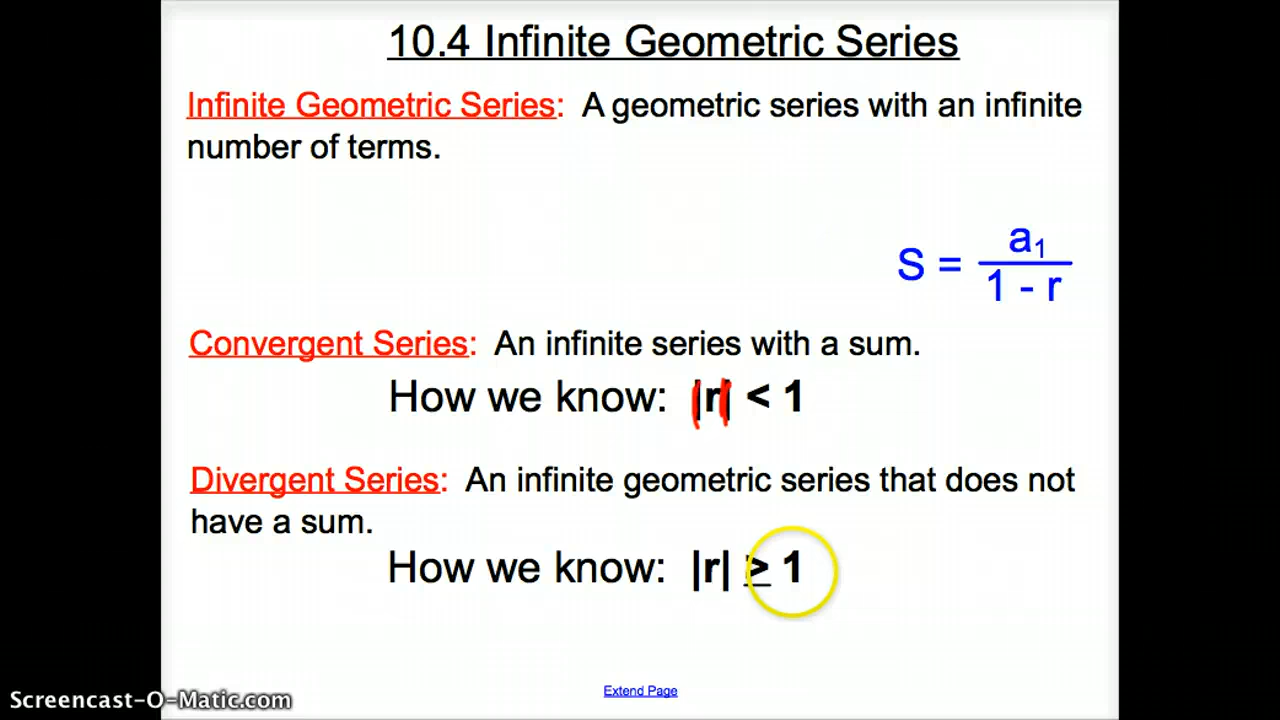 10.4 Infinite Geometric Series
Infinite Geometric Series: A geometric series with an infinite
number of terms.
S = a₁
1 - r
Convergent Series: An infinite series with a sum.
How we know: |r| < 1
Divergent Series: An infinite geometric series that does not
have a sum.
How we know: |r| ≥ 1
Extend Page
Screencast-O-Matic.com